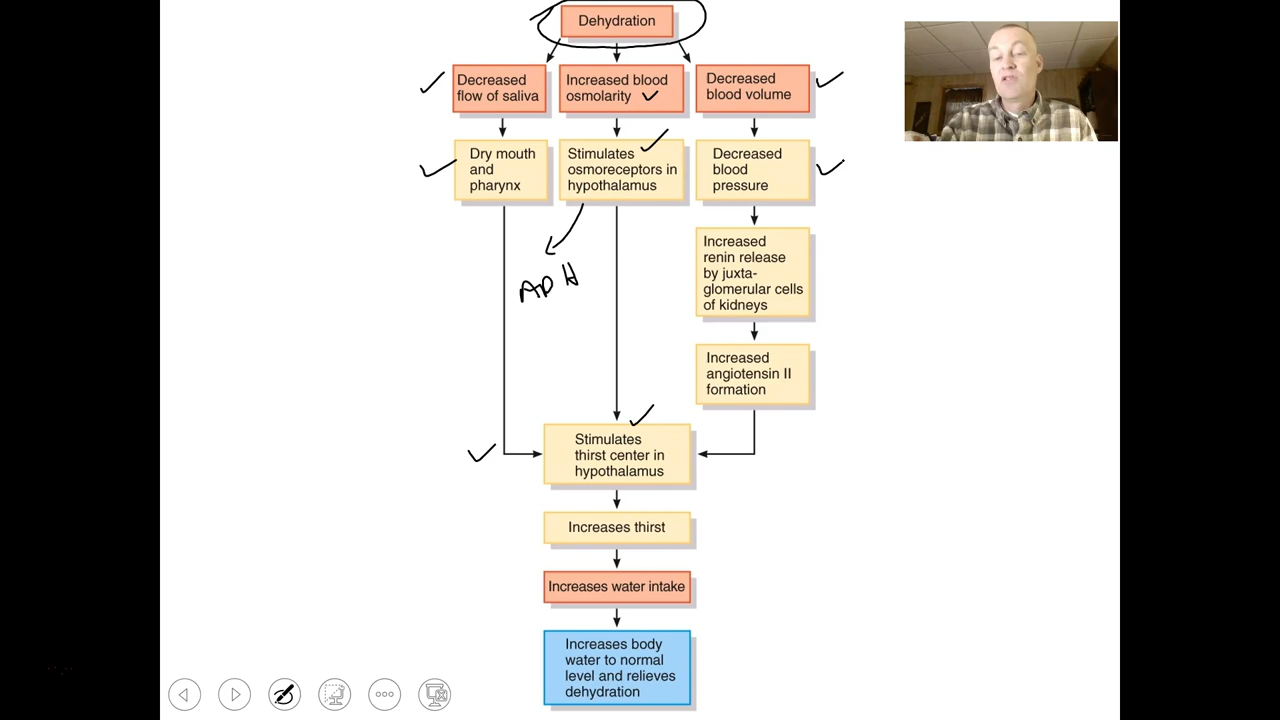 Dehydration
Decreased
flow of saliva
Increased blood
osmolarity
Decreased
blood volume
Dry mouth
and
pharynx
Stimulates
osmoreceptors in
hypothalamus
Decreased
blood
pressure
ADH
Increased
renin release
by juxta-
glomerular cells
of kidneys
Increased
angiotensin II
formation
Stimulates
thirst center in
hypothalamus
Increases thirst
Increases water intake
Increases body
water to normal
level and relieves
dehydration